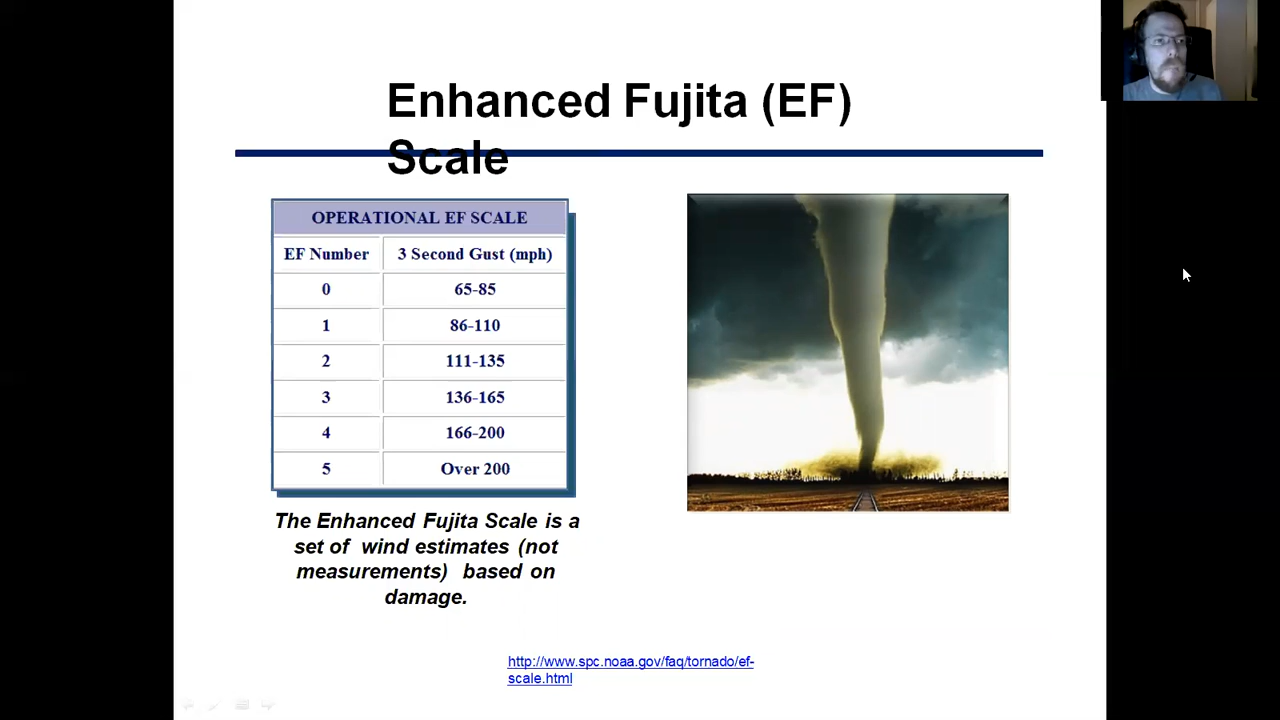 Enhanced Fujita (EF)
Scale
OPERATIONAL EF SCALE
EF Number 3 Second Gust (mph)
0 65-85
1 86-110
2 111-135
3 136-165
4 166-200
5 Over 200
The Enhanced Fujita Scale is a
set of wind estimates (not
measurements) based on
damage.
http://www.spc.noaa.gov/faq/tornado/ef-
scale.html